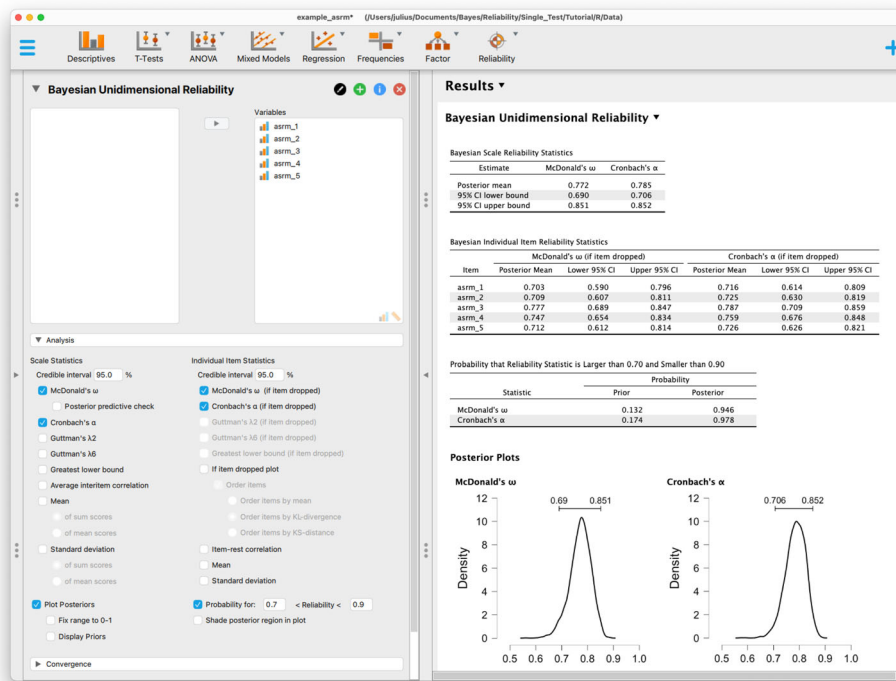 example_asrm* (/Users/julius/Documents/Bayes/Reliability/Single_Test/Tutorial/R/Data)
Descriptives T-Tests ANOVA Mixed Models Regression Frequencies Factor Reliability
Bayesian Unidimensional Reliability
Variables
asrm_1
asrm_2
asrm_3
asrm_4
asrm_5
Analysis
Scale Statistics
Credible interval 95.0 %
McDonald's ω
Posterior predictive check
Cronbach's α
Guttman's λ2
Guttman's λ6
Greatest lower bound
Average interitem correlation
Mean
of sum scores
of mean scores
Standard deviation
of sum scores
of mean scores
Plot Posteriors
Fix range to 0-1
Display Priors
Individual Item Statistics
Credible interval 95.0 %
McDonald's ω (if item dropped)
Cronbach's α (if item dropped)
Guttman's λ2 (if item dropped)
Guttman's λ6 (if item dropped)
Greatest lower bound (if item dropped)
If item dropped plot
Order items
Order items by mean
Order items by KL-divergence
Order items by KS-distance
Item-rest correlation
Mean
Standard deviation
Probability for: 0.7 < Reliability < 0.9
Shade posterior region in plot
Convergence
Results
Bayesian Unidimensional Reliability
Bayesian Scale Reliability Statistics
Estimate McDonald's ω Cronbach's α
Posterior mean 0.772 0.785
95% CI lower bound 0.690 0.706
95% CI upper bound 0.851 0.852
Bayesian Individual Item Reliability Statistics
McDonald's ω (if item dropped) Cronbach's α (if item dropped)
Item Posterior Mean Lower 95% CI Upper 95% CI Posterior Mean Lower 95% CI Upper 95% CI
asrm_1 0.703 0.590 0.796 0.716 0.614 0.809
asrm_2 0.709 0.607 0.811 0.725 0.630 0.819
asrm_3 0.777 0.689 0.847 0.787 0.709 0.859
asrm_4 0.747 0.654 0.834 0.759 0.676 0.848
asrm_5 0.712 0.612 0.814 0.726 0.626 0.821
Probability that Reliability Statistic is Larger than 0.70 and Smaller than 0.90
Probability
Statistic Prior Posterior
McDonald's ω 0.132 0.946
Cronbach's α 0.174 0.978
Posterior Plots
McDonald's ω
12
10
8
6
4
2
0
Density
0.69 0.851
0.5 0.6 0.7 0.8 0.9 1.0
Cronbach's α
12
10
8
6
4
2
0
Density
0.706 0.852
0.5 0.6 0.7 0.8 0.9 1.0